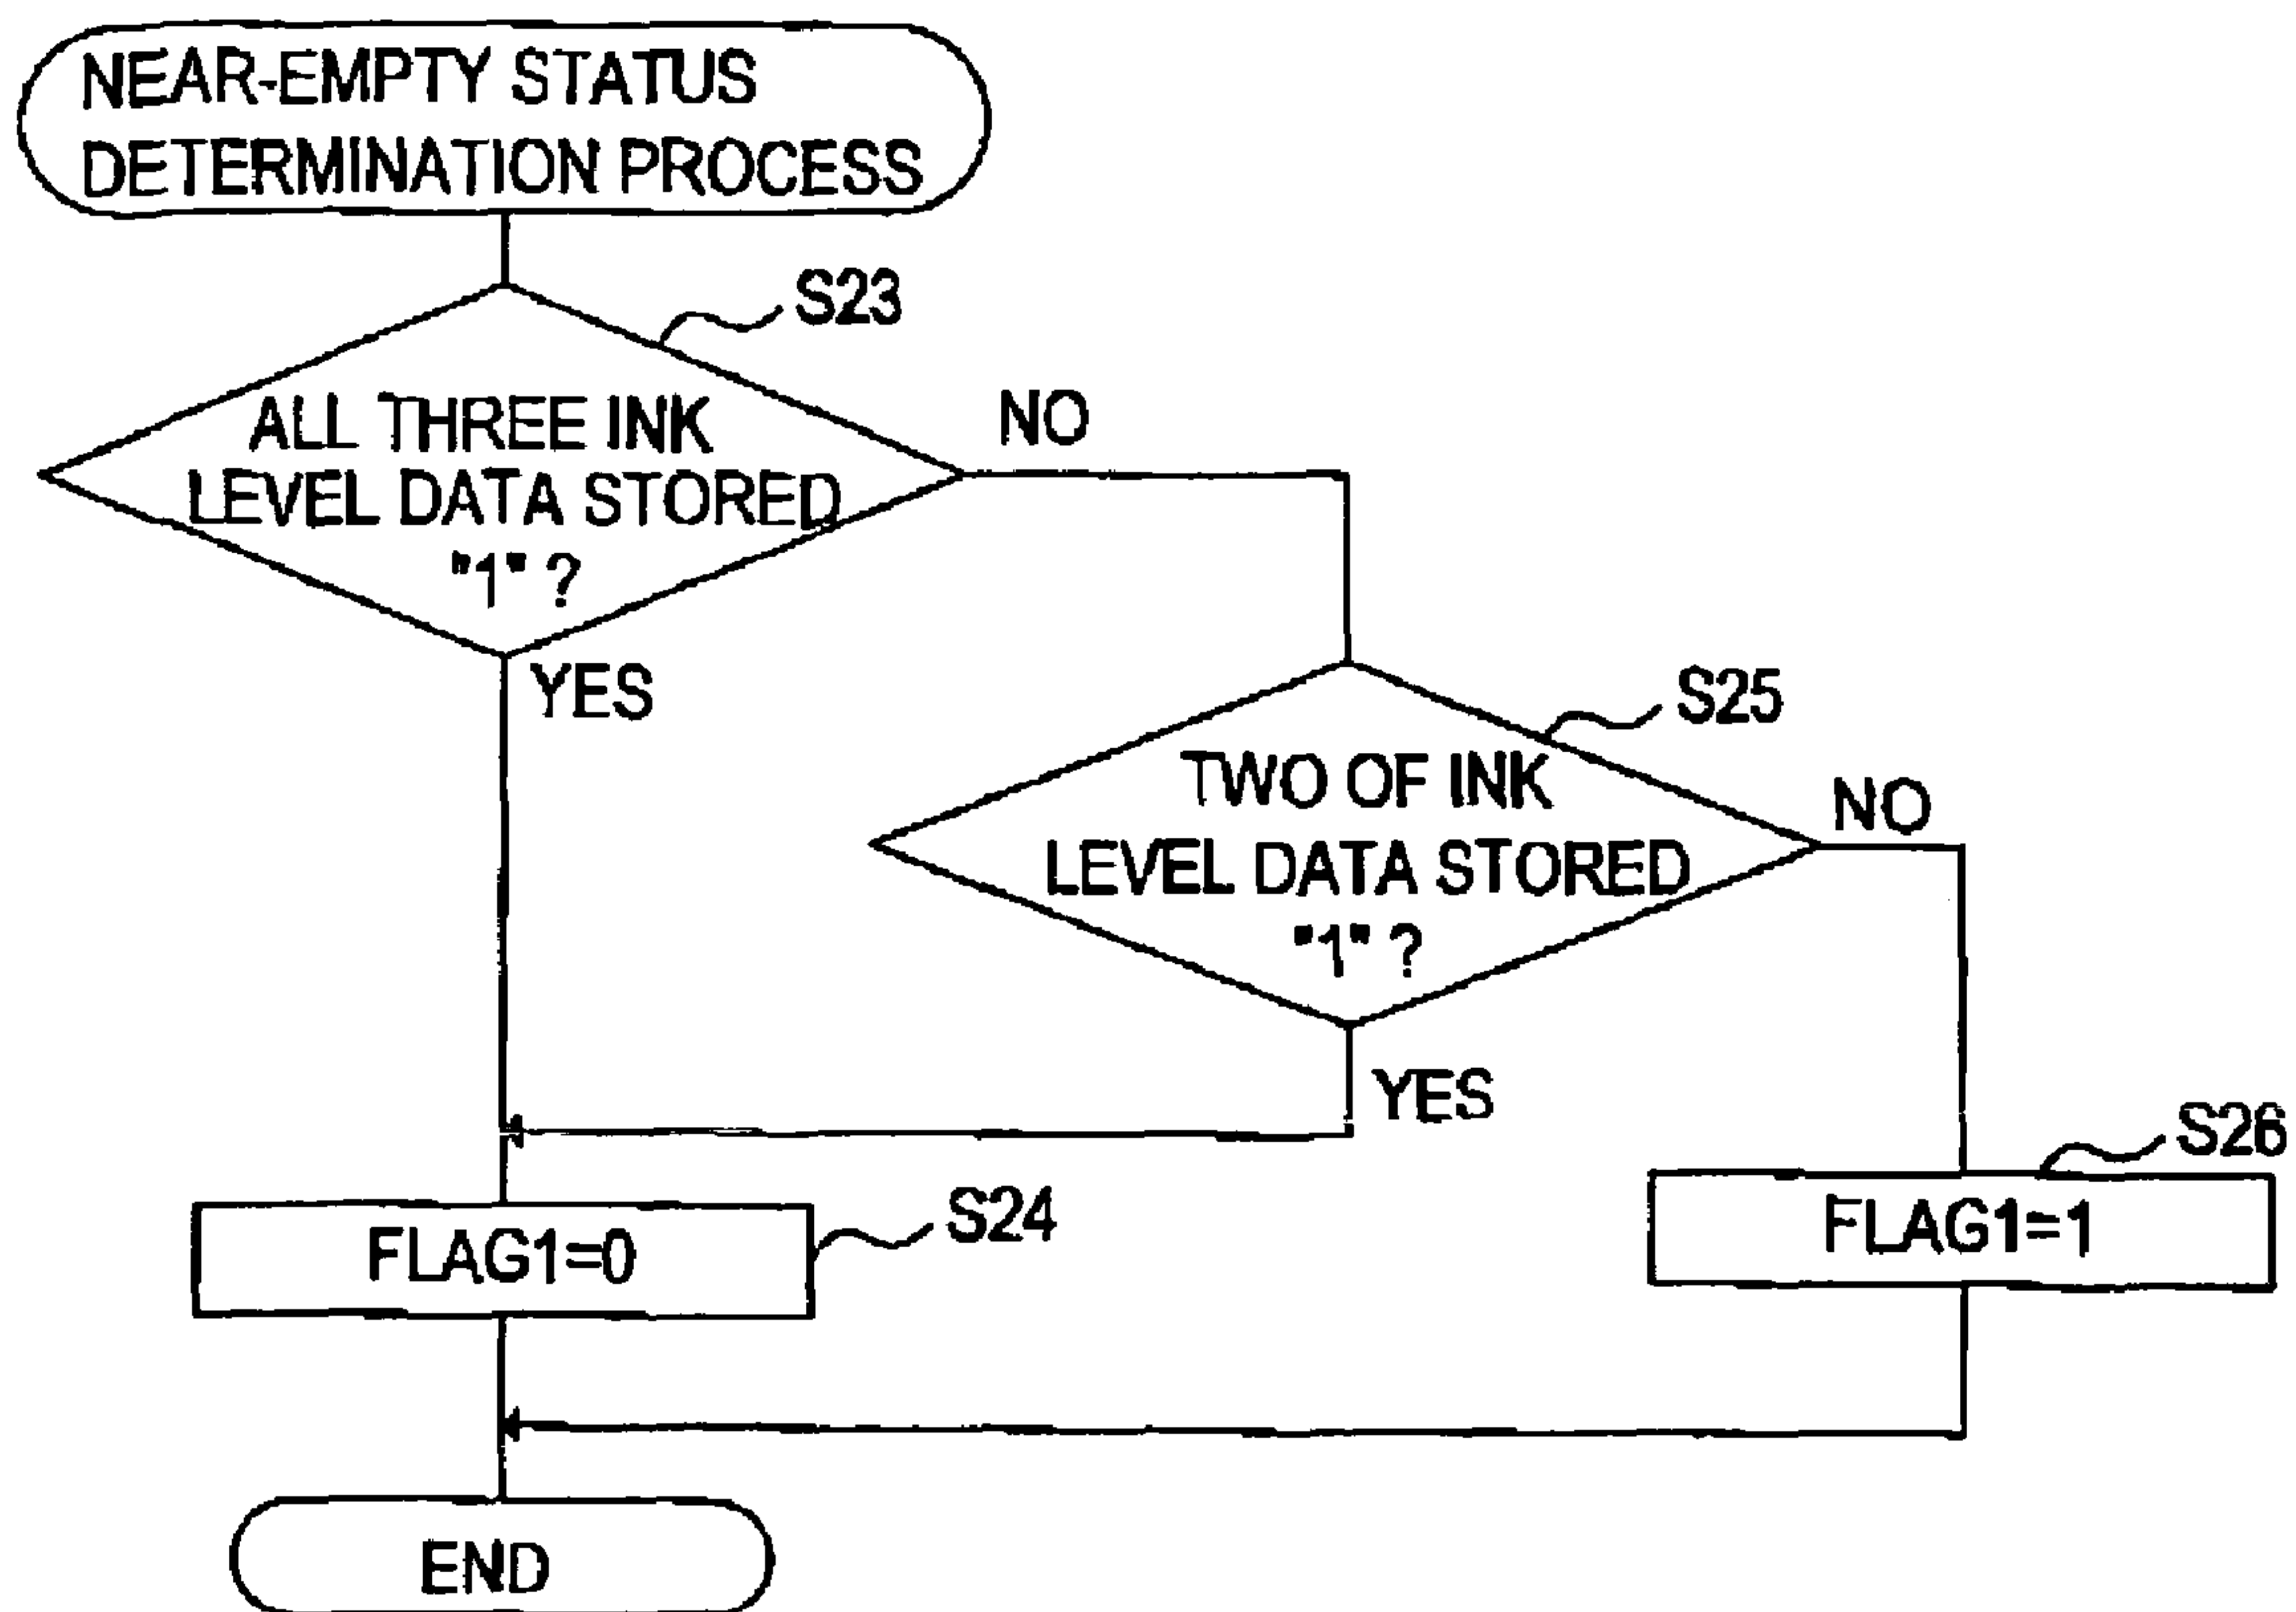 NEAR-EMPTY STATUS
DETERMINATION PROCESS
S23
ALL THREE INK
LEVEL DATA STORED
"1" ?
NO
YES
S25
TWO OF INK
LEVEL DATA STORED
"1" ?
NO
YES
S24
FLAG1=0
S26
FLAG1=1
END